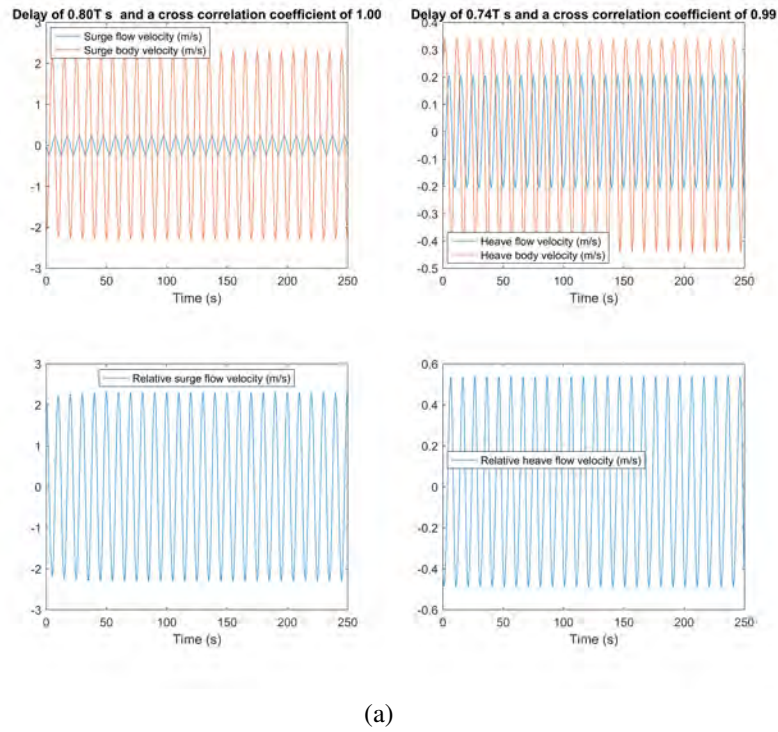 Delay of 0.80T s and a cross correlation coefficient of 1.00
3
2
1
0
-1
-2
-3
Surge flow velocity (m/s)
Surge body velocity (m/s)
0 50 100 150 200 250
Time (s)
Delay of 0.74T s and a cross correlation coefficient of 0.99
0.4
0.3
0.2
0.1
0
-0.1
-0.2
-0.3
-0.4
-0.5
Heave flow velocity (m/s)
Heave body velocity (m/s)
0 50 100 150 200 250
Time (s)
3
2
1
0
-1
-2
-3
Relative surge flow velocity (m/s)
0 50 100 150 200 250
Time (s)
0.6
0.4
0.2
0
-0.2
-0.4
-0.6
Relative heave flow velocity (m/s)
0 50 100 150 200 250
Time (s)
(a)